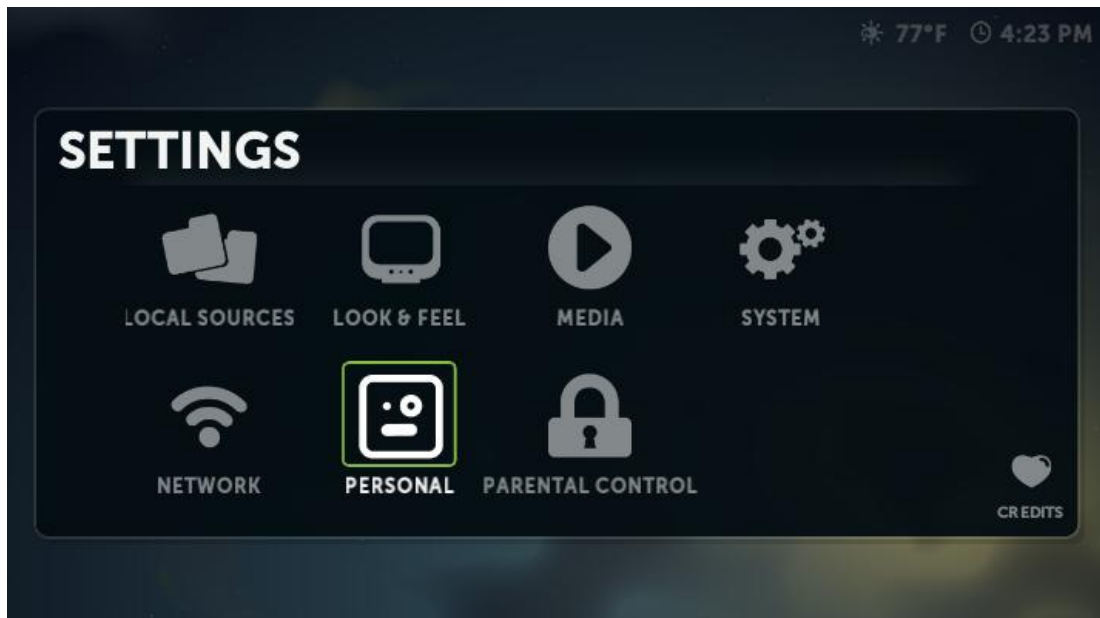 77°F 4:23 PM
SETTINGS
LOCAL SOURCES LOOK & FEEL MEDIA SYSTEM
NETWORK PERSONAL PARENTAL CONTROL
CREDITS